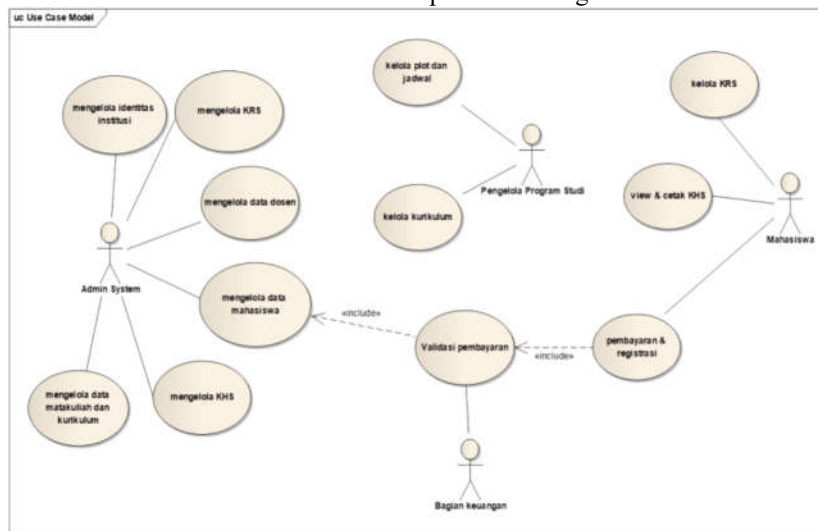 uc Use Case Model
mengelola identitas
institusi
mengelola KRS
mengelola data dosen
Admin System
mengelola data
mahasiswa
mengelola data
matakuliah dan
kurikulum
mengelola KHS
kelola plot dan
jadwal
Pengelola Program Studi
kelola kurikulum
kelola KRS
view & cetak KHS
Mahasiswa
«include»
Validasi pembayaran
«include»
pembayaran &
registrasi
Bagian keuangan